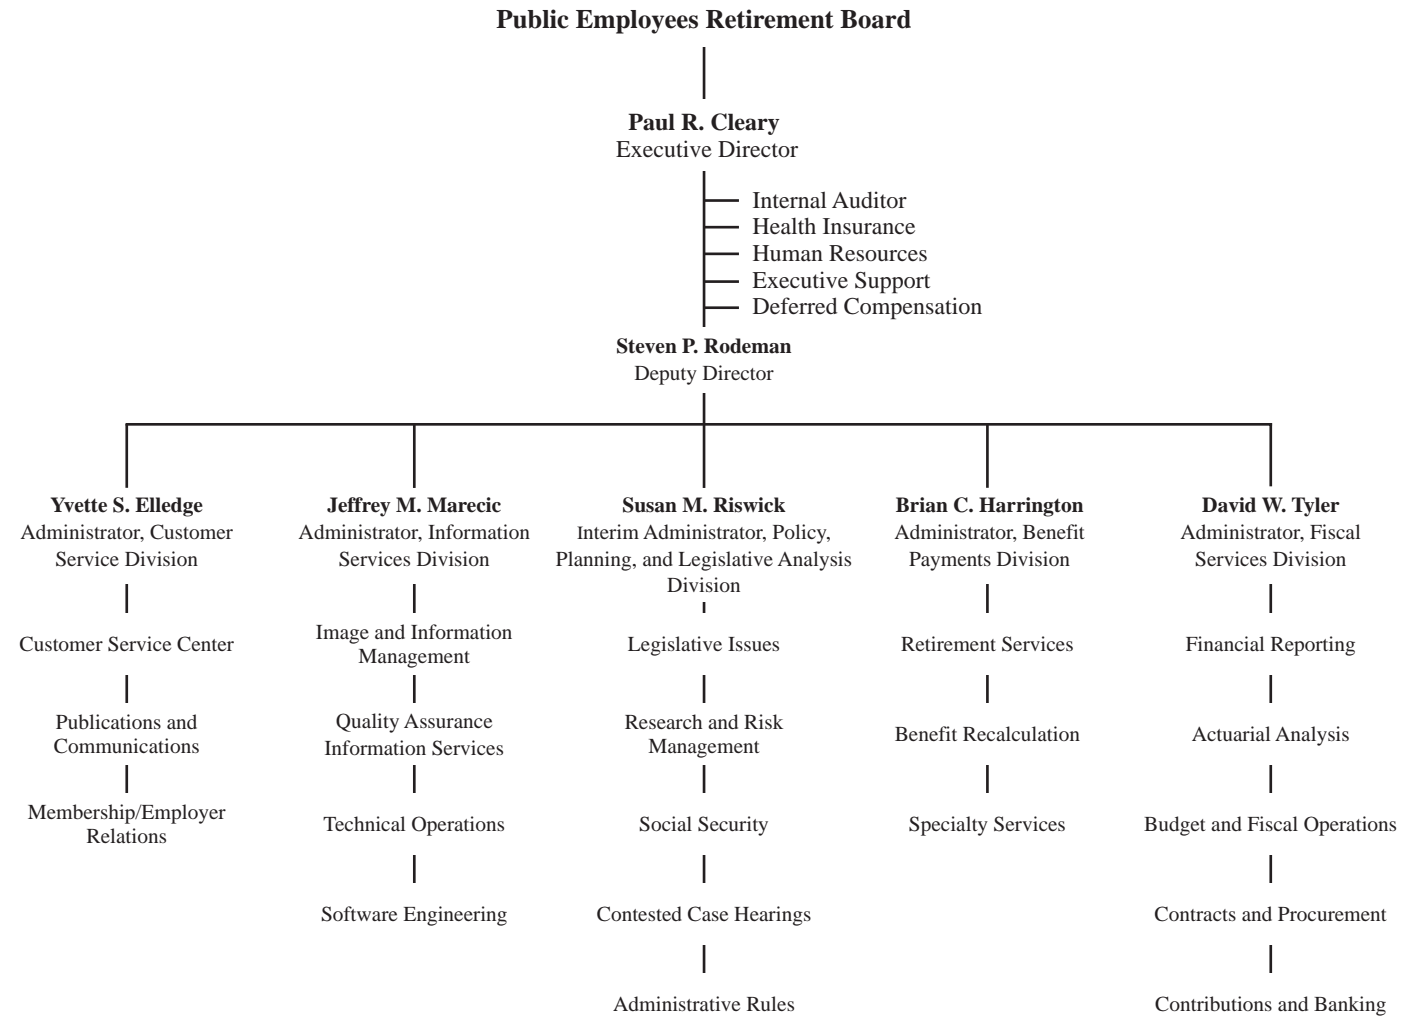 Public Employees Retirement Board
Paul R. Cleary
Executive Director
Internal Auditor
Health Insurance
Human Resources
Executive Support
Deferred Compensation
Steven P. Rodeman
Deputy Director
Yvette S. Elledge
Administrator, Customer
Service Division
Customer Service Center
Publications and
Communications
Membership/Employer
Relations
Jeffrey M. Marecic
Administrator, Information
Services Division
Image and Information
Management
Quality Assurance
Information Services
Technical Operations
Software Engineering
Susan M. Riswick
Interim Administrator, Policy,
Planning, and Legislative Analysis
Division
Legislative Issues
Research and Risk
Management
Social Security
Contested Case Hearings
Administrative Rules
Brian C. Harrington
Administrator, Benefit
Payments Division
Retirement Services
Benefit Recalculation
Specialty Services
David W. Tyler
Administrator, Fiscal
Services Division
Financial Reporting
Actuarial Analysis
Budget and Fiscal Operations
Contracts and Procurement
Contributions and Banking